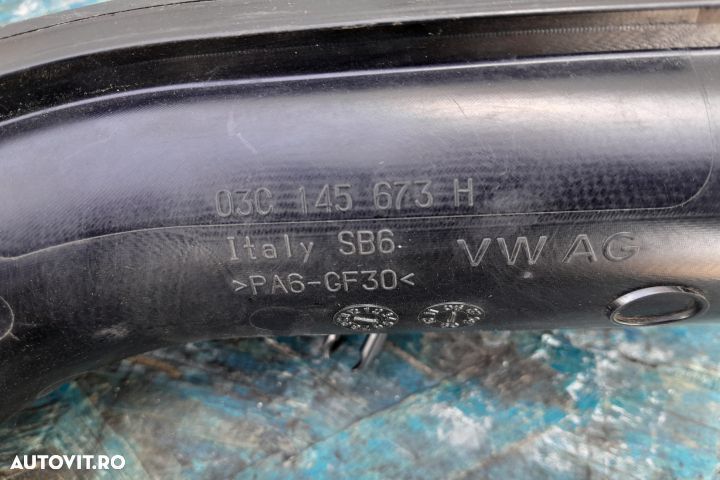 03C 145 673 H
Italy SB6 VW AG
>PA6-GF30<
AUTOVIT.RO